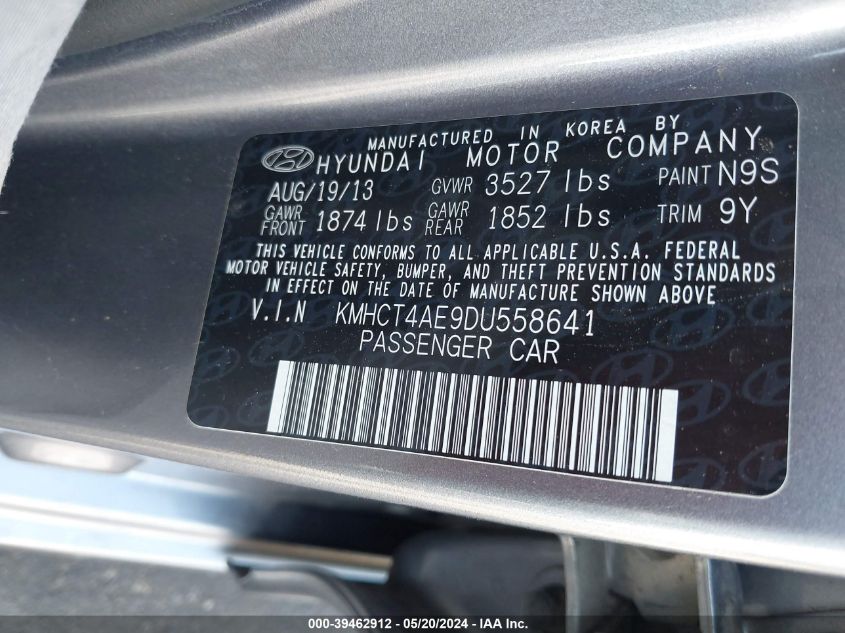 MANUFACTURED IN KOREA BY
HYUNDAI MOTOR COMPANY
AUG/19/13 GVWR 3527 lbs PAINT N9S
GAWR FRONT 1874 lbs GAWR REAR 1852 lbs TRIM 9Y
THIS VEHICLE CONFORMS TO ALL APPLICABLE U.S.A. FEDERAL
MOTOR VEHICLE SAFETY, BUMPER, AND THEFT PREVENTION STANDARDS
IN EFFECT ON THE DATE OF MANUFACTURE SHOWN ABOVE
V.I.N KMHCT4AE9DU558641
PASSENGER CAR
000-39462912 - 05/20/2024 - IAA Inc.